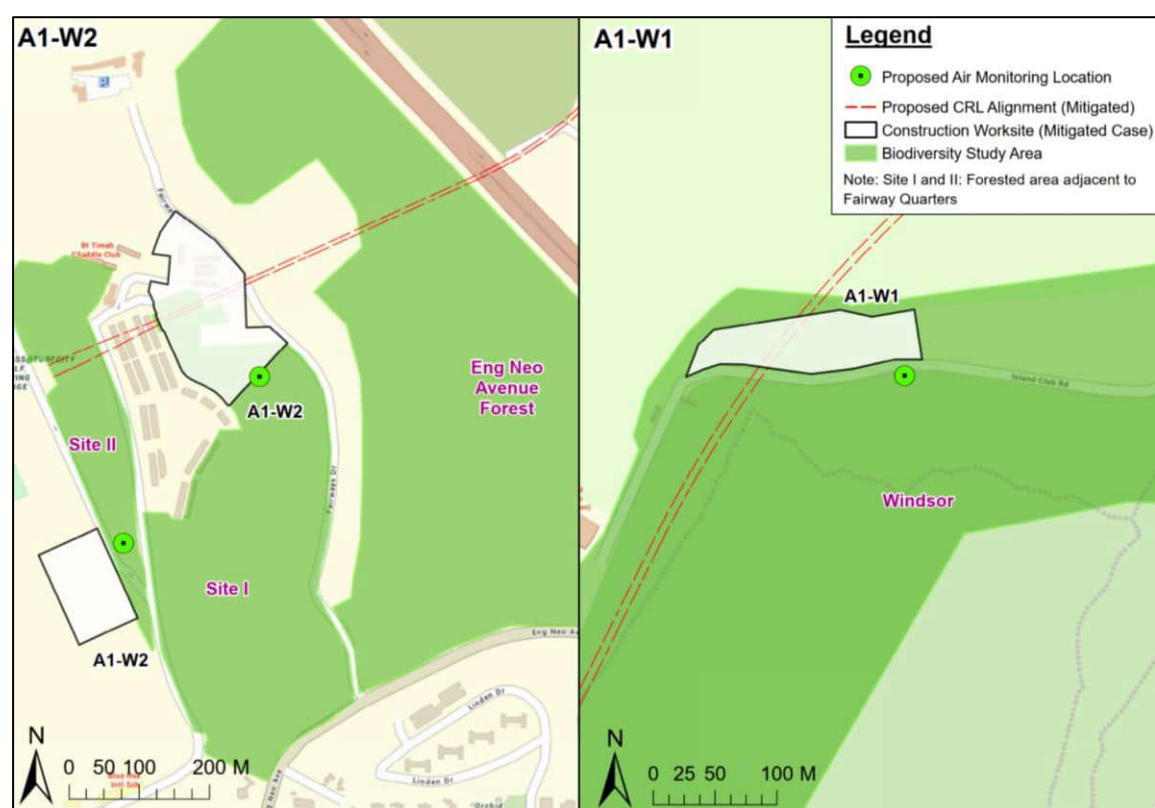 A1-W2
Bt Timah
Saddle Club
A1-W2
Eng Neo
Avenue
Forest
Site II
Fairways Dr
Site I
A1-W2
Eng Neo Ave
Linden Dr
Linden Dr
N
0 50 100 200 M
A1-W1
Legend
Proposed Air Monitoring Location
Proposed CRL Alignment (Mitigated)
Construction Worksite (Mitigated Case)
Biodiversity Study Area
Note: Site I and II: Forested area adjacent to
Fairway Quarters
A1-W1
Island Club Rd
Windsor
N
0 25 50 100 M